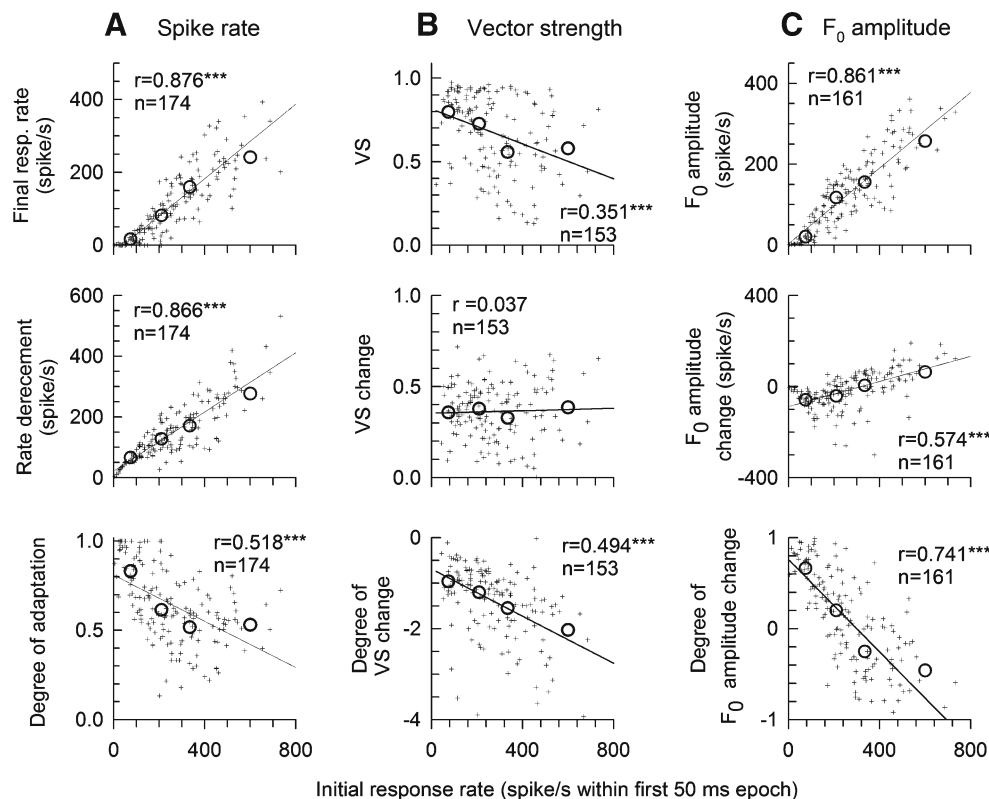 A Spike rate
B Vector strength
C F0 amplitude
Final resp. rate
(spike/s)
400
200
0
r=0.876***
n=174
VS
1.0
0.5
0.0
r=0.351***
n=153
F0 amplitude
(spike/s)
400
200
0
r=0.861***
n=161
Rate derecement
(spike/s)
600
400
200
0
r=0.866***
n=174
VS change
1.0
0.5
0.0
r =0.037
n=153
F0 amplitude
change (spike/s)
400
0
-400
r=0.574***
n=161
Degree of adaptation
1.0
0.5
0.0
r=0.518***
n=174
0 400 800
Degree of
VS change
0
-2
-4
r=0.494***
n=153
0 400 800
Degree of
F0 amplitude change
1
0
-1
r=0.741***
n=161
0 400 800
Initial response rate (spike/s within first 50 ms epoch)